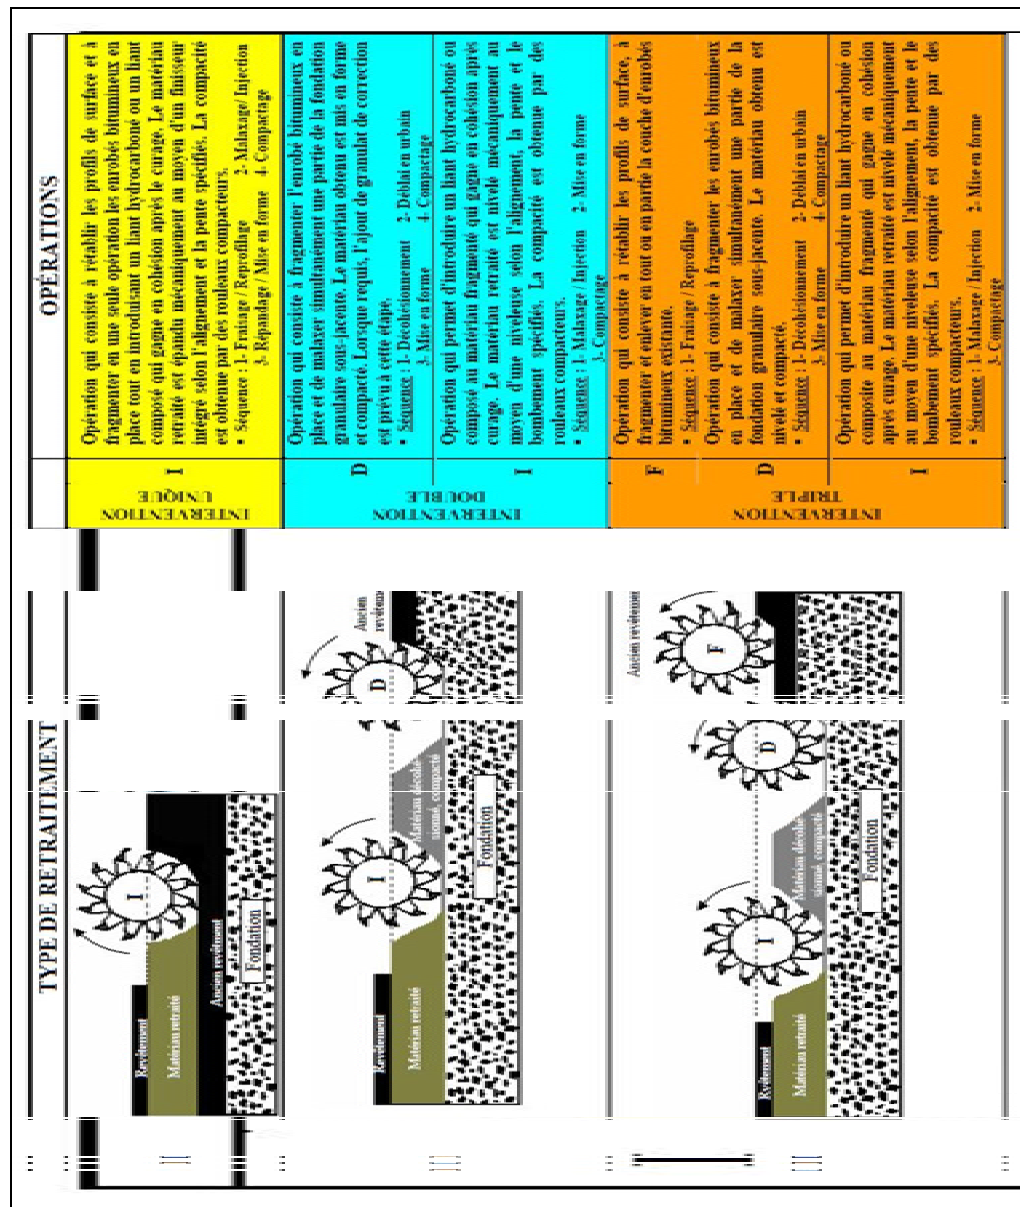 TYPE DE RETRAITEMENT
OPÉRATIONS
Revêtement
Matériau retraité
Ancien revêtement
Fondation
I
INTERVENTION
UNIQUE
I
Opération qui consiste à rétablir les profils de surface et à
fragmenter en une seule opération les enrobés bitumineux en
place tout en introduisant un liant hydrocarboné ou un liant
composé qui gagne en cohésion après le curage. Le matériau
retraité est épandu mécaniquement au moyen d'un finisseur
intégré selon l'alignement et la pente spécifiés. La compacité
est obtenue par des rouleaux compacteurs.
• Séquence : 1- Fraisage / Reprofilage 2- Malaxage/ Injection
3- Répandage / Mise en forme 4- Compactage
Revêtement
Matériau retraité
Fondation
I
Matériau décohé-
sionné, compacté
D
Ancien
revêtem
INTERVENTION
DOUBLE
D
Opération qui consiste à fragmenter l'enrobé bitumineux en
place et de malaxer simultanément une partie de la fondation
granulaire sous-jacente. Le matériau obtenu est mis en forme
et compacté. Lorsque requis, l'ajout de granulat de correction
est prévu à cette étape.
• Séquence : 1- Décohésionnement 2- Déblai en urbain
3- Mise en forme 4- Compactage
I
Opération qui permet d'introduire un liant hydrocarboné ou
composé au matériau fragmenté qui gagne en cohésion après
curage. Le matériau retraité est nivelé mécaniquement au
moyen d'une niveleuse selon l'alignement, la pente et le
bombement spécifiés. La compacité est obtenue par des
rouleaux compacteurs.
• Séquence : 1- Malaxage / Injection 2- Mise en forme
3- Compactage
Rvêtement
Matériau retraité
Fondation
I
Matériau décohé-
sionné, compacté
D
F
Ancien revêtemer
INTERVENTION
TRIPLE
F
Opération qui consiste à rétablir les profils de surface, à
fragmenter et enlever en tout ou en partie la couche d'enrobés
bitumineux existante.
• Séquence : 1- Fraisage / Reprofilage
D
Opération qui consiste à fragmenter les enrobés bitumineux
en place et de malaxer simultanément une partie de la
fondation granulaire sous-jacente. Le matériau obtenu est
nivelé et compacté.
• Séquence : 1- Décohésionnement 2- Déblai en urbain
3- Mise en forme 4- Compactage
I
Opération qui permet d'introduire un liant hydrocarboné ou
composite au matériau fragmenté qui gagne en cohésion
après curage. Le matériau retraité est nivelé mécaniquement
au moyen d'une niveleuse selon l'alignement, la pente et le
bombement spécifiés. La compacité est obtenue par des
rouleaux compacteurs.
• Séquence : 1- Malaxage / Injection 2- Mise en forme
3- Compactage